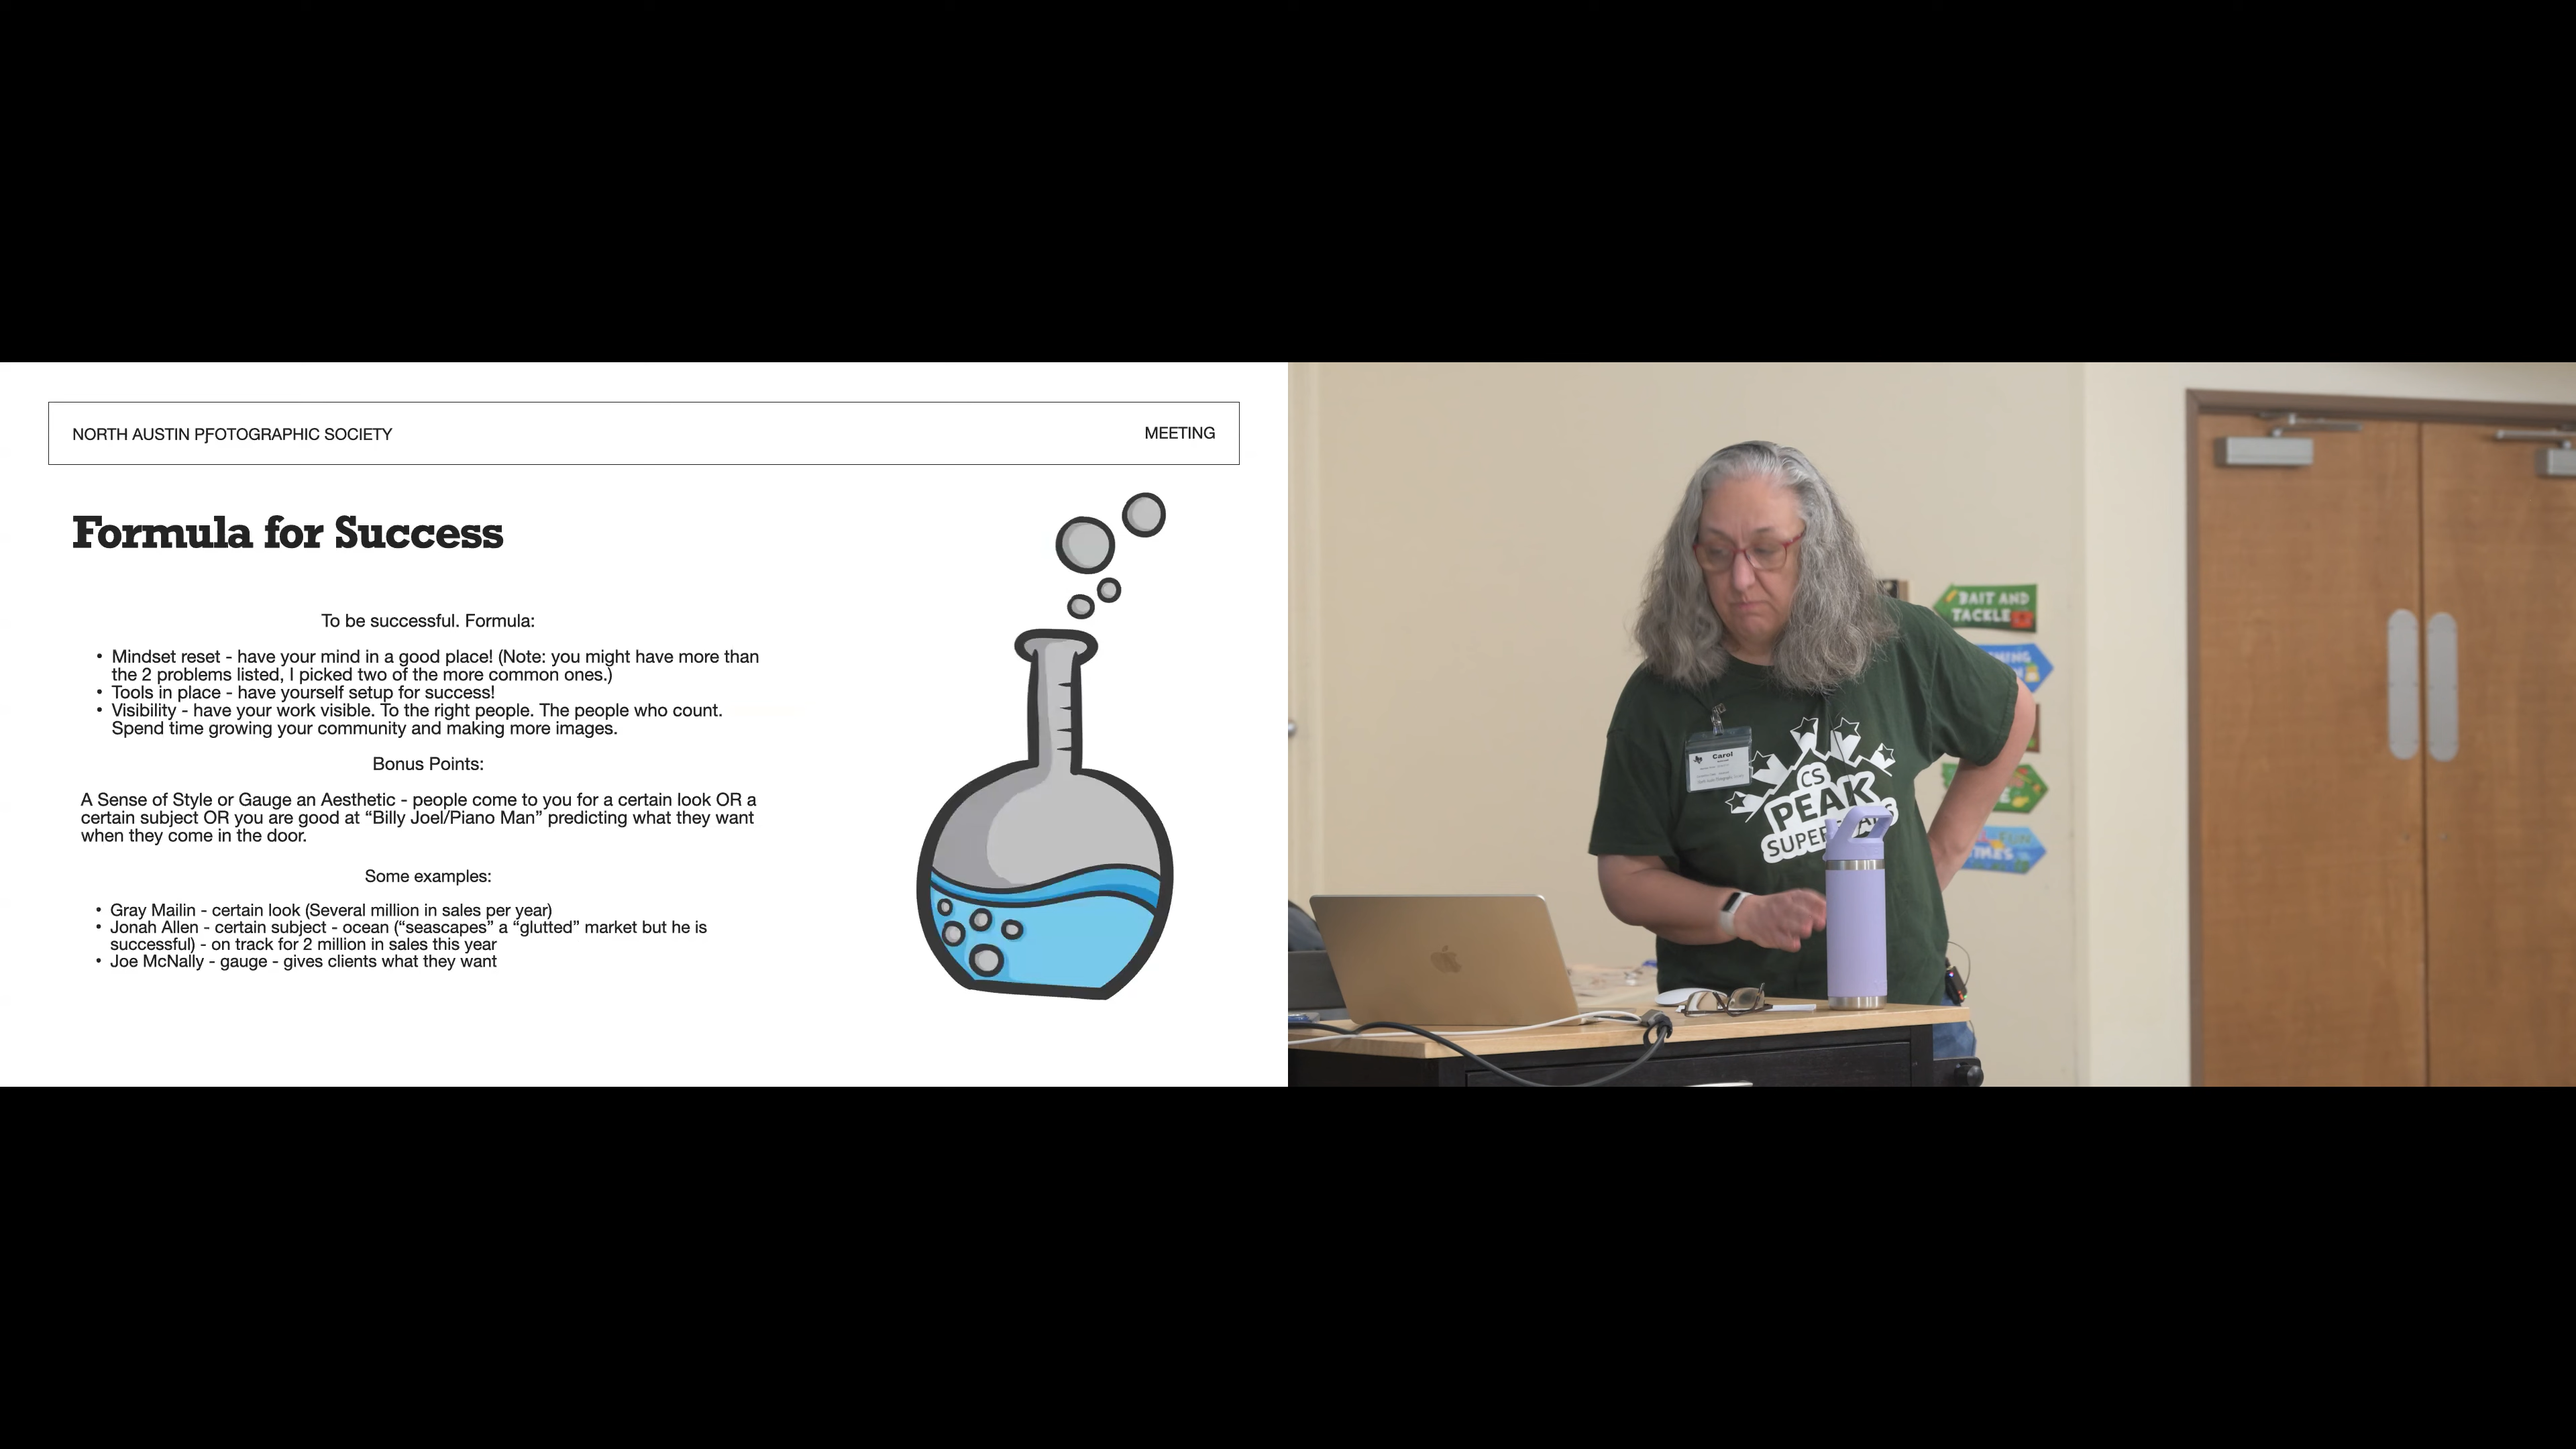 NORTH AUSTIN PFOTOGRAPHIC SOCIETY
MEETING
Formula for Success
To be successful. Formula:
• Mindset reset - have your mind in a good place! (Note: you might have more than
the 2 problems listed, I picked two of the more common ones.)
• Tools in place - have yourself setup for success!
• Visibility - have your work visible. To the right people. The people who count.
Spend time growing your community and making more images.
Bonus Points:
A Sense of Style or Gauge an Aesthetic - people come to you for a certain look OR a
certain subject OR you are good at “Billy Joel/Piano Man” predicting what they want
when they come in the door.
Some examples:
• Gray Mailin - certain look (Several million in sales per year)
• Jonah Allen - certain subject - ocean (“seascapes” a “glutted” market but he is
successful) - on track for 2 million in sales this year
• Joe McNally - gauge - gives clients what they want
BAIT AND
TACKLE
Carol
CS
PEAK